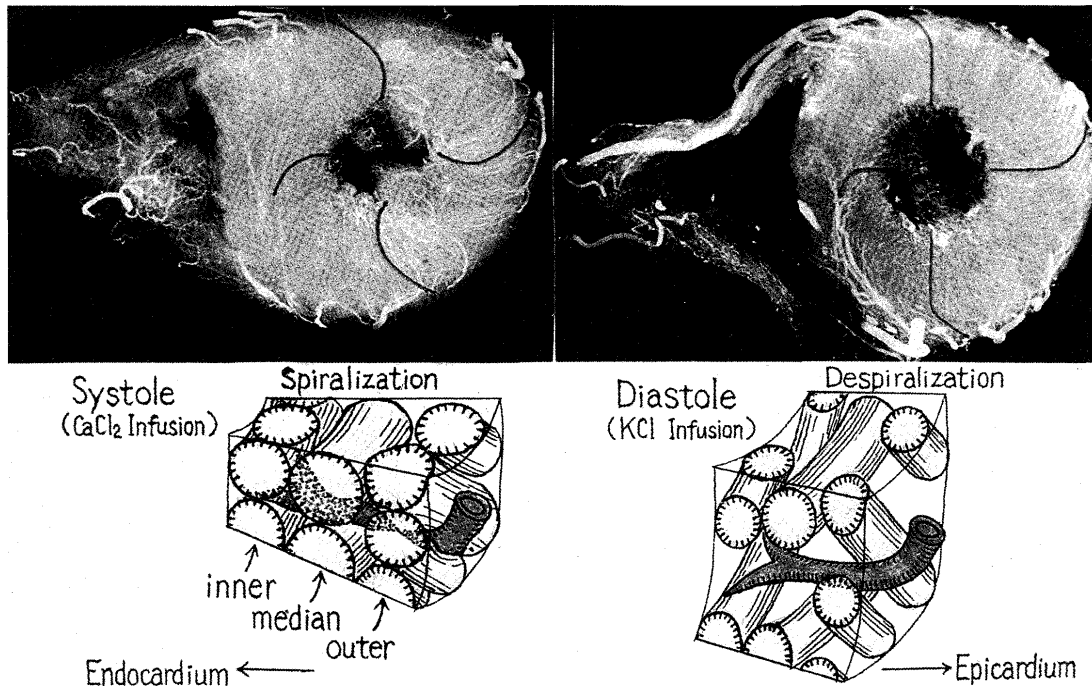 Systole
(CaCl₂ Infusion)
Spiralization
inner
median
outer
Endocardium ←
Diastole
(KCl Infusion)
Despiralization
→ Epicardium